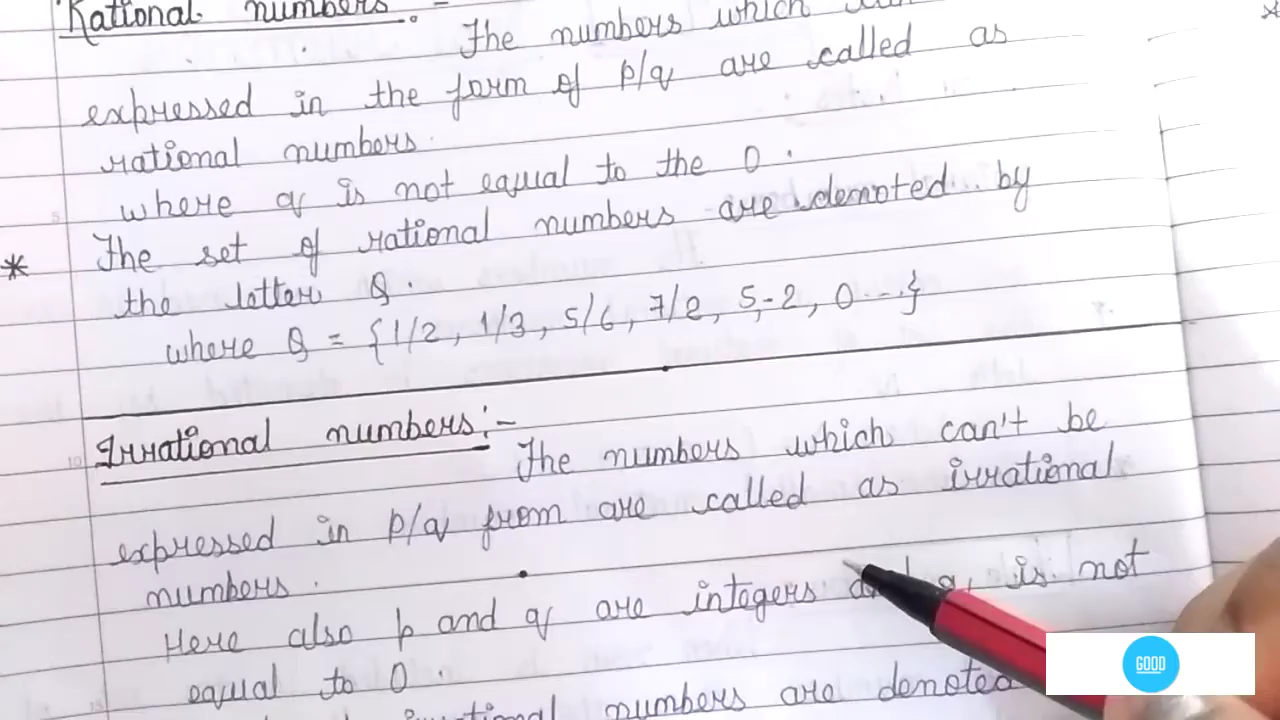 Rational numbers :-
The numbers which
expressed in the form of p/q are called as
rational numbers.
where q is not equal to the 0.
* The set of rational numbers are denoted by
the letter Q.
where Q = {1/2, 1/3, 5/6, 7/2, 5, -2, 0 ...}
Irrational numbers :-
The numbers which can't be
expressed in p/q from are called as irrational
numbers.
Here also p and q are integers and q is not
equal to 0.
irrational numbers are denoted
GOOD